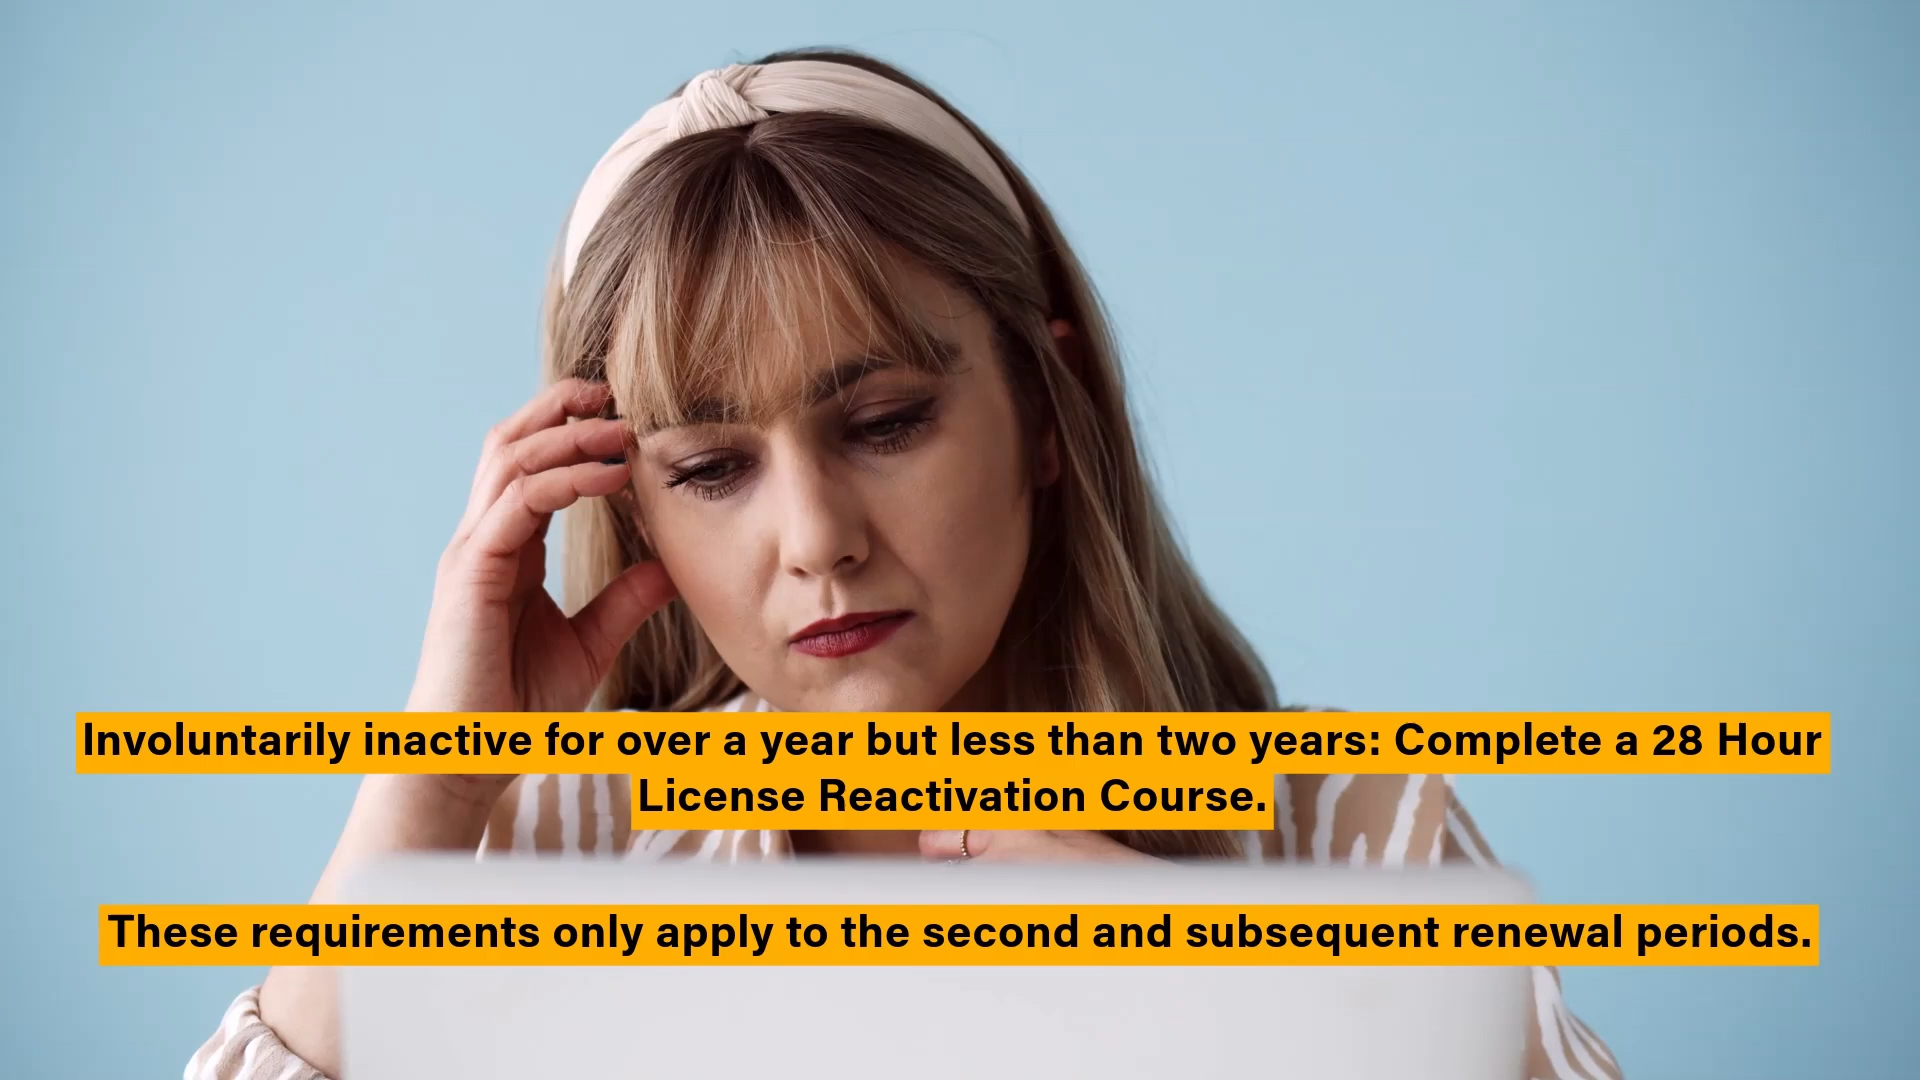 Involuntarily inactive for over a year but less than two years: Complete a 28 Hour
License Reactivation Course.
These requirements only apply to the second and subsequent renewal periods.